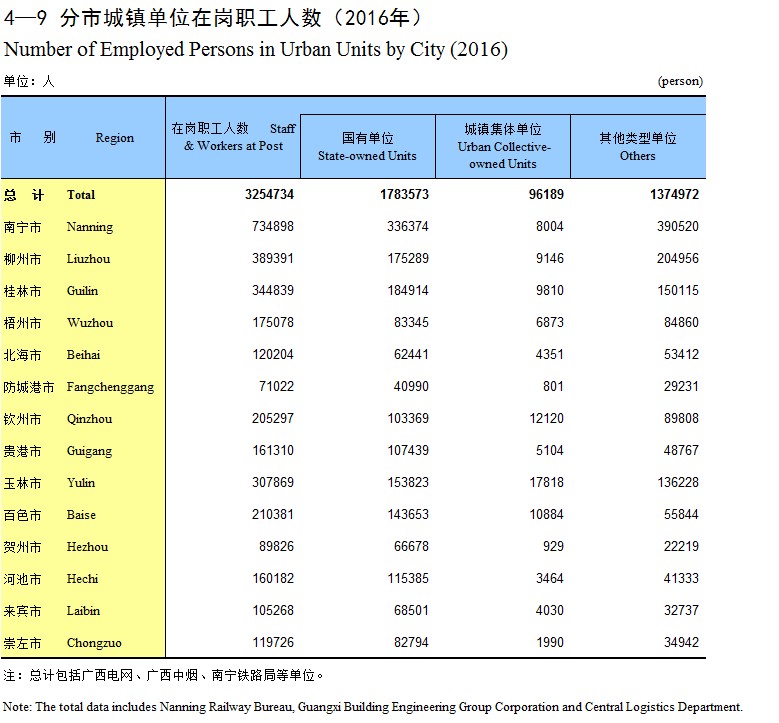 4—9 分市城镇单位在岗职工人数（2016年）
Number of Employed Persons in Urban Units by City (2016)
单位：人 (person)
市 别 Region 在岗职工人数 Staff & Workers at Post 国有单位 State-owned Units 城镇集体单位 Urban Collective-owned Units 其他类型单位 Others
总 计 Total 3254734 1783573 96189 1374972
南宁市 Nanning 734898 336374 8004 390520
柳州市 Liuzhou 389391 175289 9146 204956
桂林市 Guilin 344839 184914 9810 150115
梧州市 Wuzhou 175078 83345 6873 84860
北海市 Beihai 120204 62441 4351 53412
防城港市 Fangchenggang 71022 40990 801 29231
钦州市 Qinzhou 205297 103369 12120 89808
贵港市 Guigang 161310 107439 5104 48767
玉林市 Yulin 307869 153823 17818 136228
百色市 Baise 210381 143653 10884 55844
贺州市 Hezhou 89826 66678 929 22219
河池市 Hechi 160182 115385 3464 41333
来宾市 Laibin 105268 68501 4030 32737
崇左市 Chongzuo 119726 82794 1990 34942
注：总计包括广西电网、广西中烟、南宁铁路局等单位。
Note: The total data includes Nanning Railway Bureau, Guangxi Building Engineering Group Corporation and Central Logistics Department.